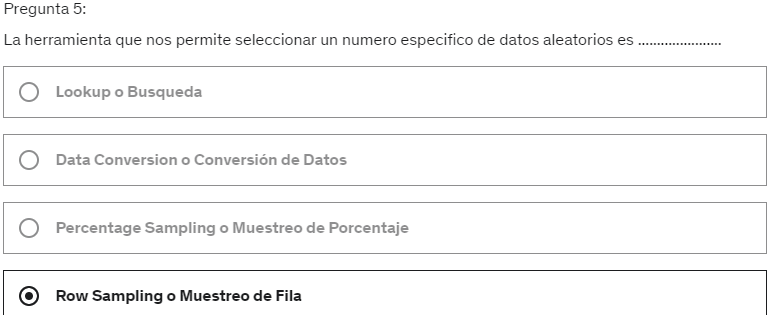 Pregunta 5:
La herramienta que nos permite seleccionar un numero especifico de datos aleatorios es ......................
Lookup o Busqueda
Data Conversion o Conversión de Datos
Percentage Sampling o Muestreo de Porcentaje
Row Sampling o Muestreo de Fila